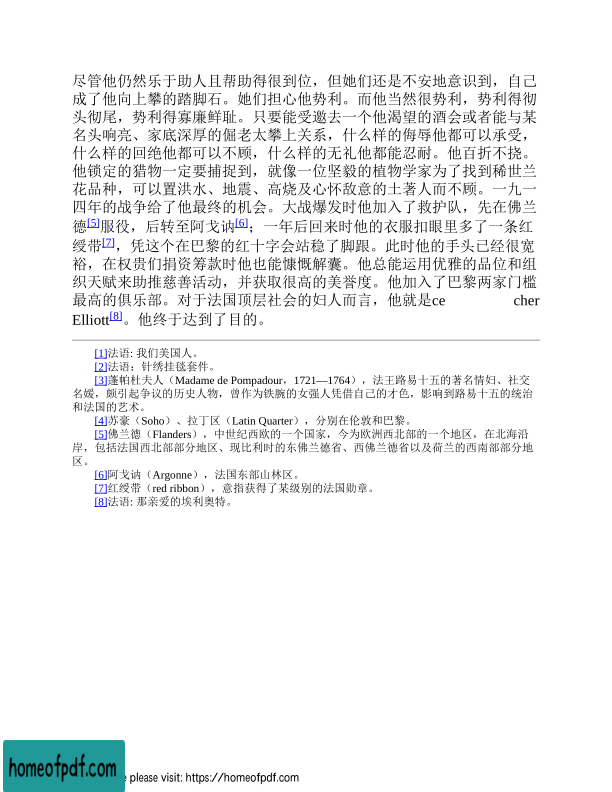 尽管他仍然乐于助人且帮助得很到位，但她们还是不安地意识到，自己
成了他向上攀的踏脚石。她们担心他势利。而他当然很势利，势利得彻
头彻尾，势利得寡廉鲜耻。只要能受邀去一个他渴望的酒会或者能与某
名头响亮、家底深厚的倔老太攀上关系，什么样的侮辱他都可以承受，
什么样的回绝他都可以不顾，什么样的无礼他都能忍耐。他百折不挠。
他锁定的猎物一定要捕捉到，就像一位坚毅的植物学家为了找到稀世兰
花品种，可以置洪水、地震、高烧及心怀敌意的土著人而不顾。一九一
四年的战争给了他最终的机会。大战爆发时他加入了救护队，先在佛兰
德[5]服役，后转至阿戈讷[6]；一年后回来时他的衣服扣眼里多了一条红
绶带[7]，凭这个在巴黎的红十字会站稳了脚跟。此时他的手头已经很宽
裕，在权贵们捐资筹款时他也能慷慨解囊。他总能运用优雅的品位和组
织天赋来助推慈善活动，并获取很高的美誉度。他加入了巴黎两家门槛
最高的俱乐部。对于法国顶层社会的妇人而言，他就是ce cher
Elliott[8]。他终于达到了目的。
[1]法语: 我们美国人。
[2]法语：针绣挂毯套件。
[3]蓬帕杜夫人（Madame de Pompadour，1721—1764），法王路易十五的著名情妇、社交
名媛，颇引起争议的历史人物，曾作为铁腕的女强人凭借自己的才色，影响到路易十五的统治
和法国的艺术。
[4]苏豪（Soho）、拉丁区（Latin Quarter），分别在伦敦和巴黎。
[5]佛兰德（Flanders），中世纪西欧的一个国家，今为欧洲西北部的一个地区，在北海沿
岸，包括法国西北部部分地区、现比利时的东佛兰德省、西佛兰德省以及荷兰的西南部部分地
区。
[6]阿戈讷（Argonne），法国东部山林区。
[7]红绶带（red ribbon），意指获得了某级别的法国勋章。
[8]法语: 那亲爱的埃利奥特。
homeofpdf.com
e please visit: https://homeofpdf.com